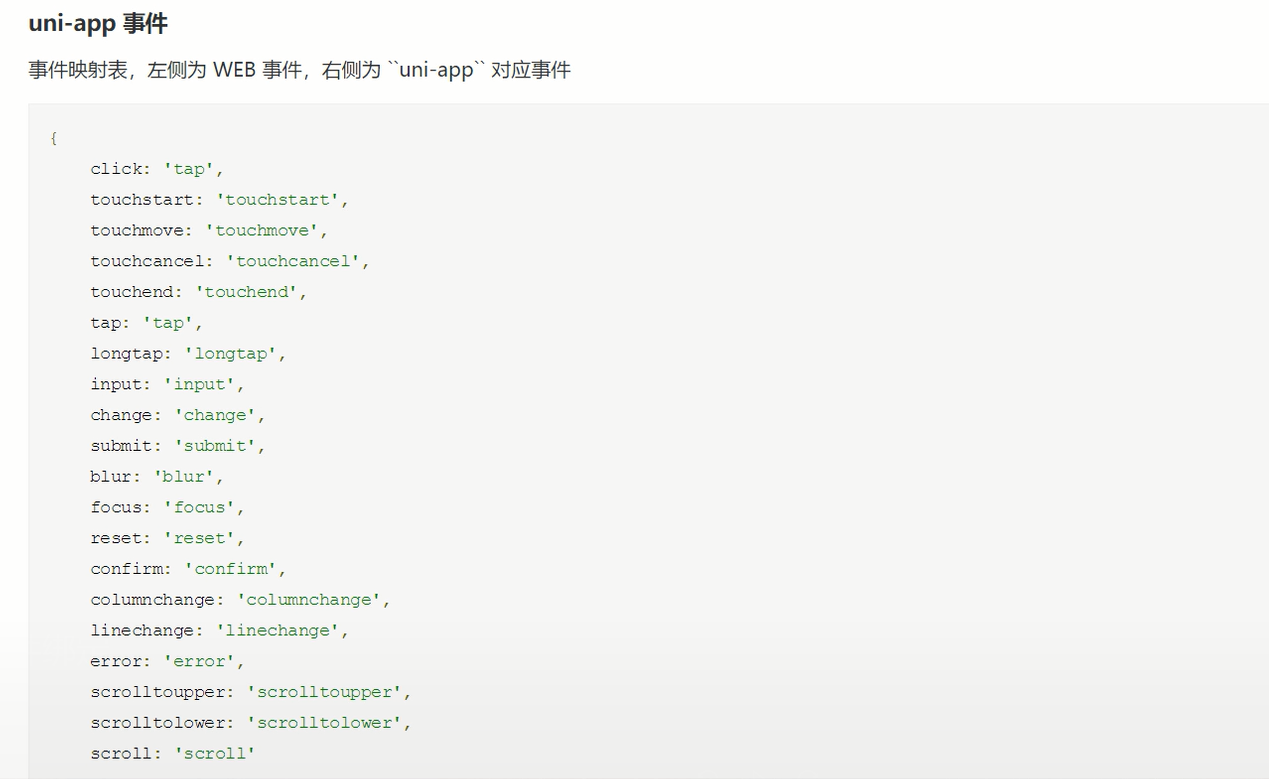 uni-app 事件
事件映射表，左侧为 WEB 事件，右侧为 ``uni-app`` 对应事件
{
click: 'tap',
touchstart: 'touchstart',
touchmove: 'touchmove',
touchcancel: 'touchcancel',
touchend: 'touchend',
tap: 'tap',
longtap: 'longtap',
input: 'input',
change: 'change',
submit: 'submit',
blur: 'blur',
focus: 'focus',
reset: 'reset',
confirm: 'confirm',
columnchange: 'columnchange',
linechange: 'linechange',
error: 'error',
scrolltoupper: 'scrolltoupper',
scrolltolower: 'scrolltolower',
scroll: 'scroll'